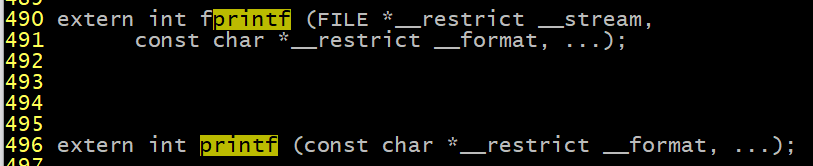 490 extern int fprintf (FILE *__restrict __stream,
491        const char *__restrict __format, ...);
492
493
494
495
496 extern int printf (const char *__restrict __format, ...);